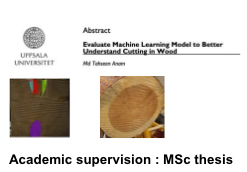 UPPSALA
UNIVERSITET
Abstract
Evaluate Machine Learning Model to Better
Understand Cutting in Wood
Md Tahseen Anam
Academic supervision : MSc thesis